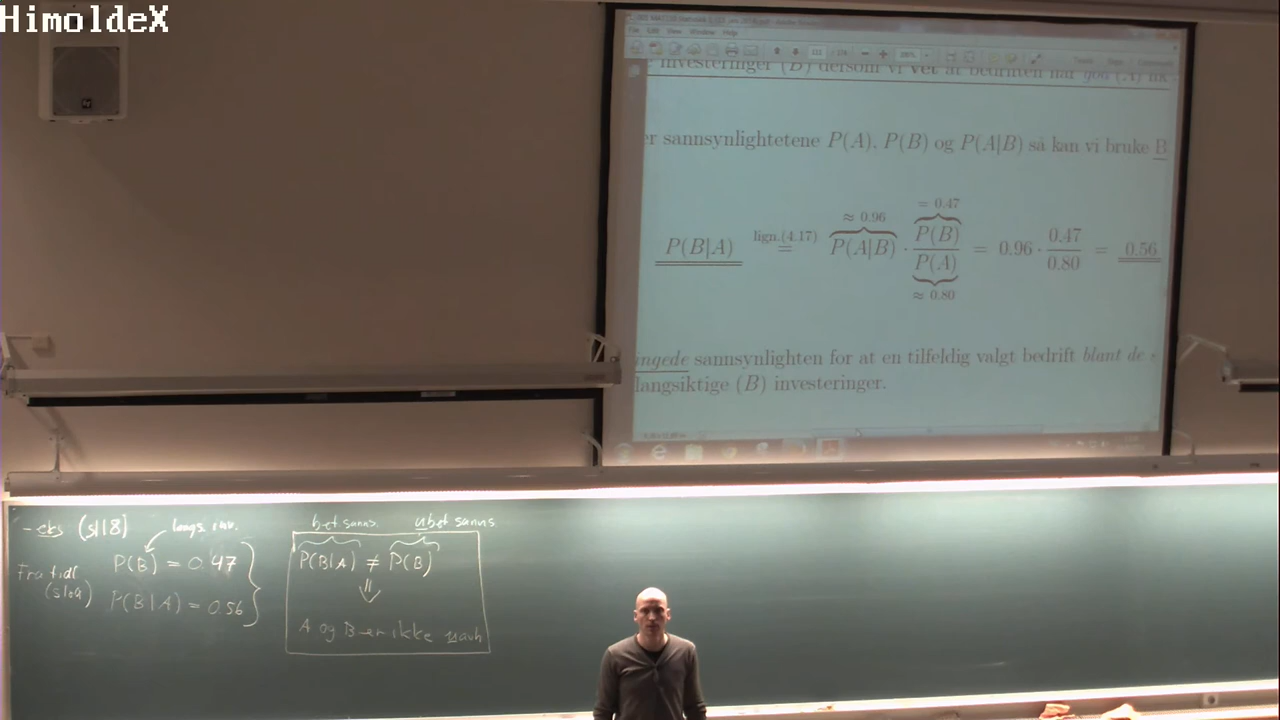 HimoldeX
investeringer (B) dersom vi vet at bedriften har god (A) lik
er sannsynlighetene P(A), P(B) og P(A|B) så kan vi bruke B
P(B|A) lign.(4.17) = P(A|B) · P(B) / P(A) = 0.96 · 0.47 / 0.80 = 0.56
≈ 0.96
= 0.47
≈ 0.80
ingede sannsynlighten for at en tilfeldig valgt bedrift blant de
langsiktige (B) investeringer.
- eks (s118)
langs. inv.
P(B) = 0.47
Fra tidl
P(B|A) = 0.56
bet sanns. ubet sanns
P(B|A) ≠ P(B)
⇓
A og B er ikke uavh